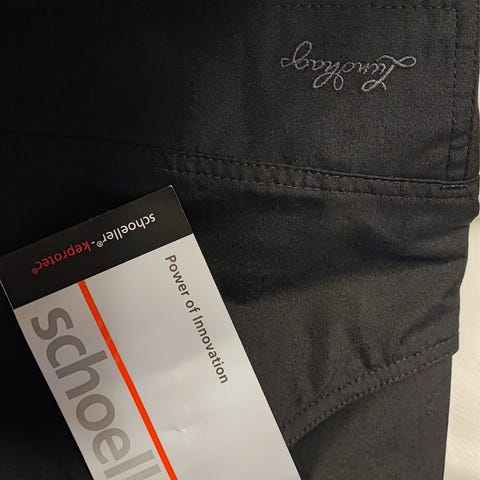 Lundhags
schoeller®-keprotec®
Power of Innovation
schoell